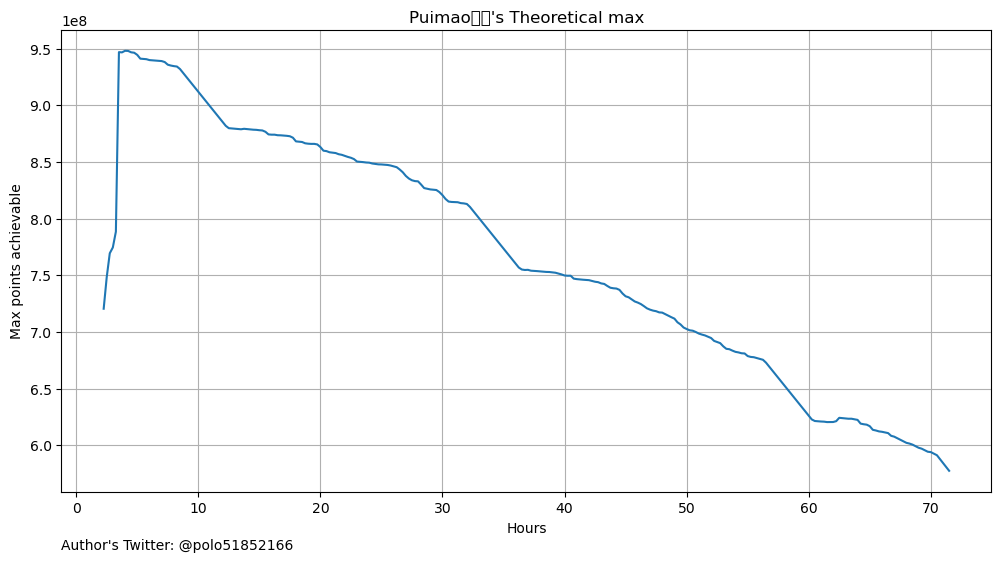 Puimao's Theoretical max
1e8
9.5
9.0
8.5
8.0
7.5
7.0
6.5
6.0
Max points achievable
0 10 20 30 40 50 60 70
Hours
Author's Twitter: @polo51852166